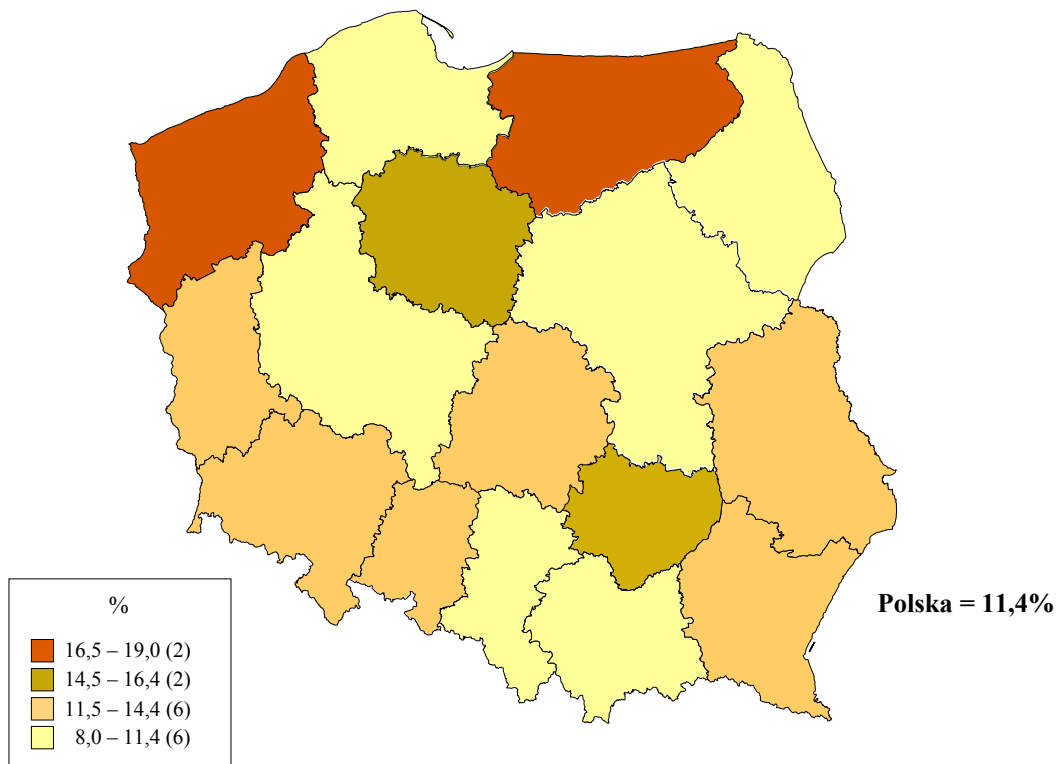 Polska = 11,4%
%
16,5 – 19,0 (2)
14,5 – 16,4 (2)
11,5 – 14,4 (6)
8,0 – 11,4 (6)